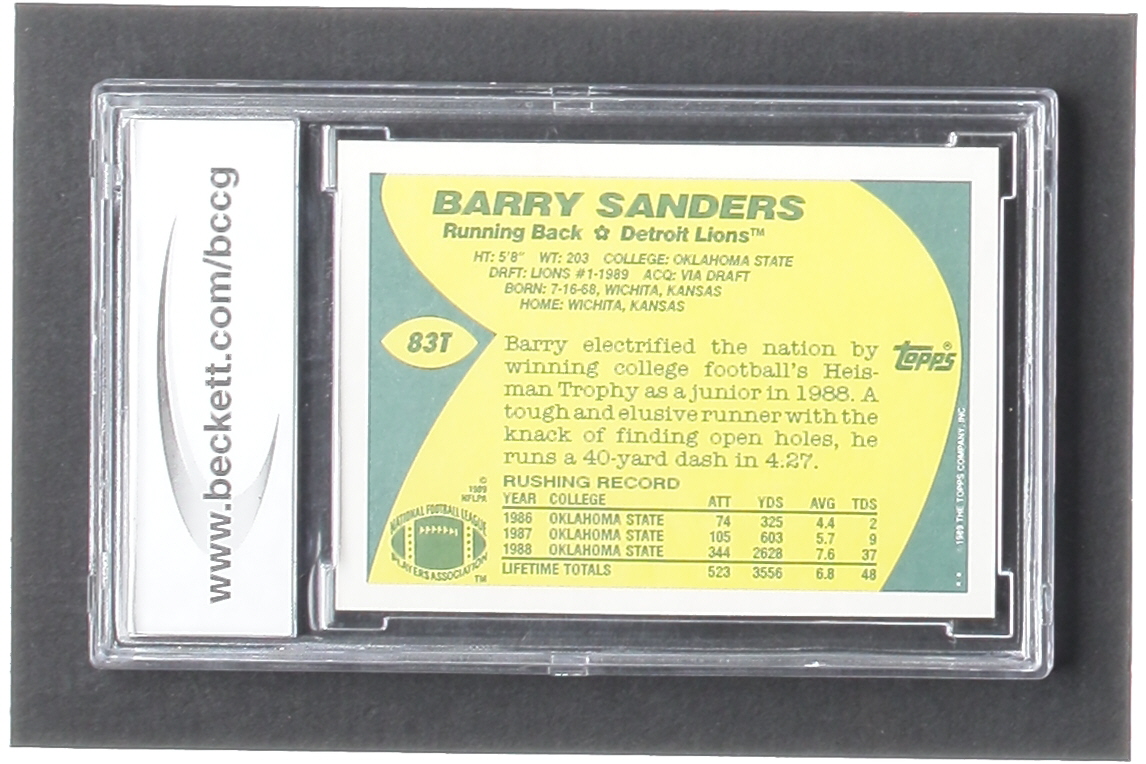 www.beckett.com/bccg
BARRY SANDERS
Running Back ✩ Detroit Lions™
HT: 5'8" WT: 203 COLLEGE: OKLAHOMA STATE
DRFT: LIONS #1-1989 ACQ: VIA DRAFT
BORN: 7-16-68, WICHITA, KANSAS
HOME: WICHITA, KANSAS
83T
Barry electrified the nation by
winning college football's Heis-
man Trophy as a junior in 1988. A
tough and elusive runner with the
knack of finding open holes, he
runs a 40-yard dash in 4.27.
topps®
RUSHING RECORD
YEAR COLLEGE ATT YDS AVG TDS
1986 OKLAHOMA STATE 74 325 4.4 2
1987 OKLAHOMA STATE 105 603 5.7 9
1988 OKLAHOMA STATE 344 2628 7.6 37
LIFETIME TOTALS 523 3556 6.8 48
©
1989
NFLPA
NATIONAL FOOTBALL LEAGUE
PLAYERS ASSOCIATION
TM
* * © 1989 THE TOPPS COMPANY, INC